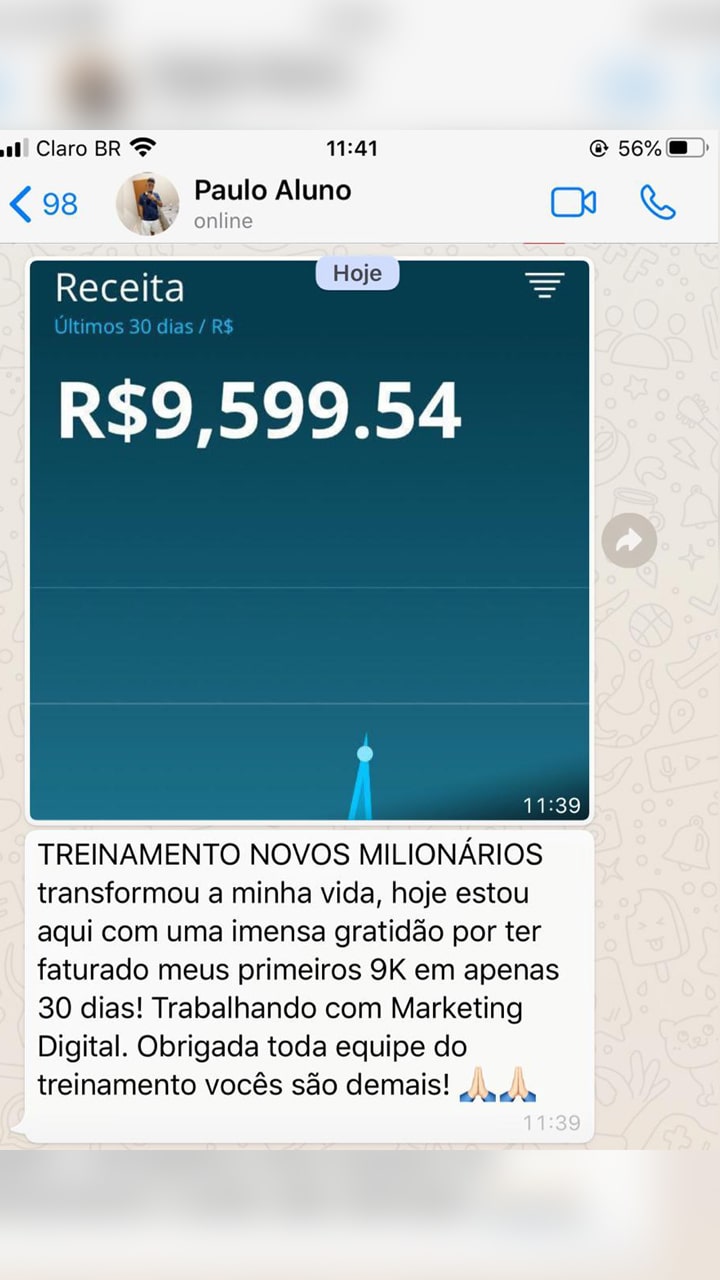 Claro BR
11:41
56%
98
Paulo Aluno
online
Hoje
Receita
Últimos 30 dias / R$
R$9,599.54
11:39
TREINAMENTO NOVOS MILIONÁRIOS
transformou a minha vida, hoje estou
aqui com uma imensa gratidão por ter
faturado meus primeiros 9K em apenas
30 dias! Trabalhando com Marketing
Digital. Obrigada toda equipe do
treinamento vocês são demais! 🙏🏻🙏🏻
11:39